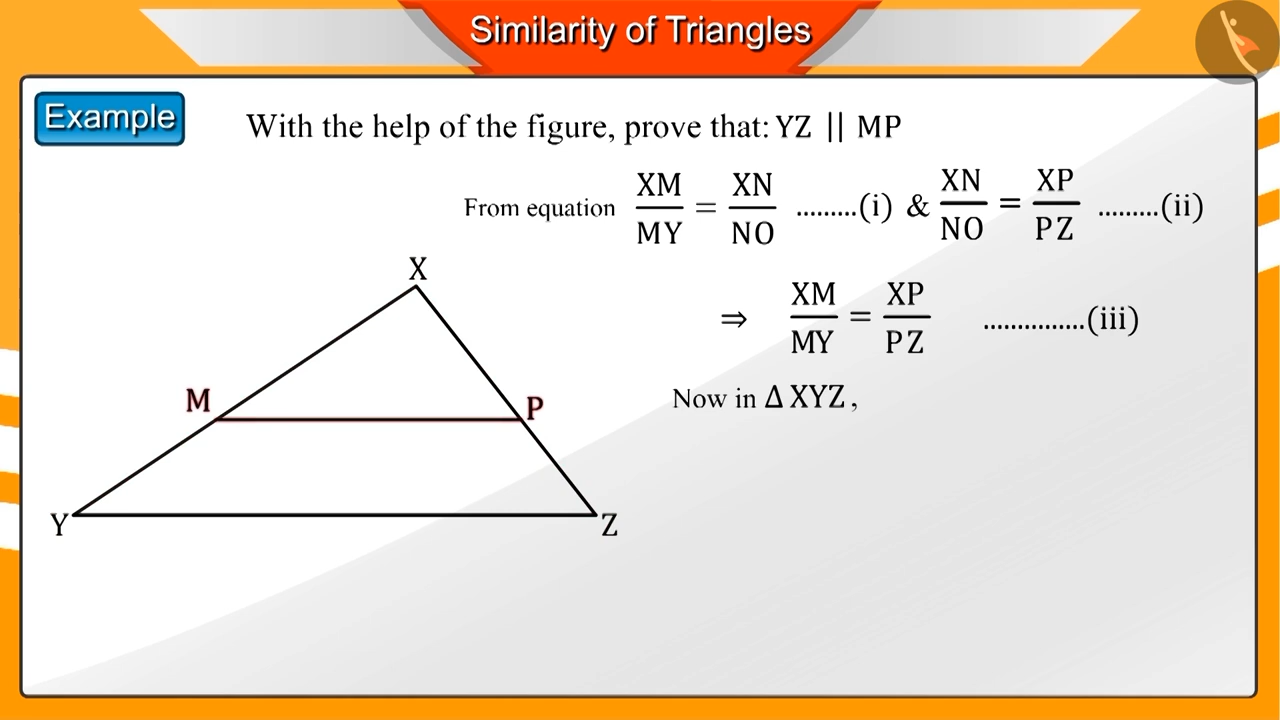 Similarity of Triangles
Example
With the help of the figure, prove that: YZ || MP
From equation XM/MY = XN/NO .........(i) & XN/NO = XP/PZ .........(ii)
⇒ XM/MY = XP/PZ ...............(iii)
Now in Δ XYZ ,
X
M
P
Y
Z